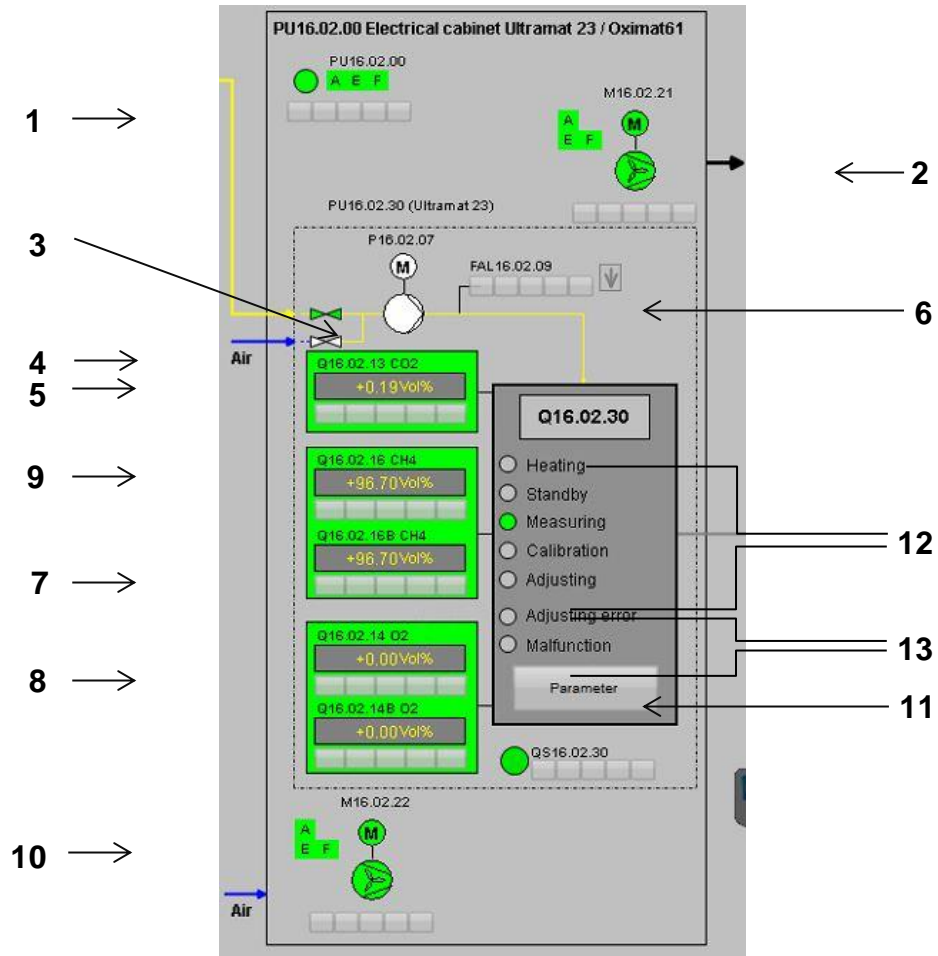 PU16.02.00 Electrical cabinet Ultramat 23 / Oximat61
PU16.02.00
A E F
M16.02.21
1
A
M
E F
2
PU16.02.30 (Ultramat 23)
3
P16.02.07
M
FAL16.02.09
6
Air
4
Q16.02.13 CO2
5
+0.19Vol%
Q16.02.30
9
Q16.02.16 CH4
+96.70Vol%
Heating
Standby
Measuring
Q16.02.16B CH4
+96.70Vol%
Calibration
12
7
Adjusting
Adjusting error
Malfunction
13
8
Q16.02.14 O2
+0.00Vol%
Parameter
11
Q16.02.14B O2
+0.00Vol%
QS16.02.30
M16.02.22
A
M
E F
10
Air